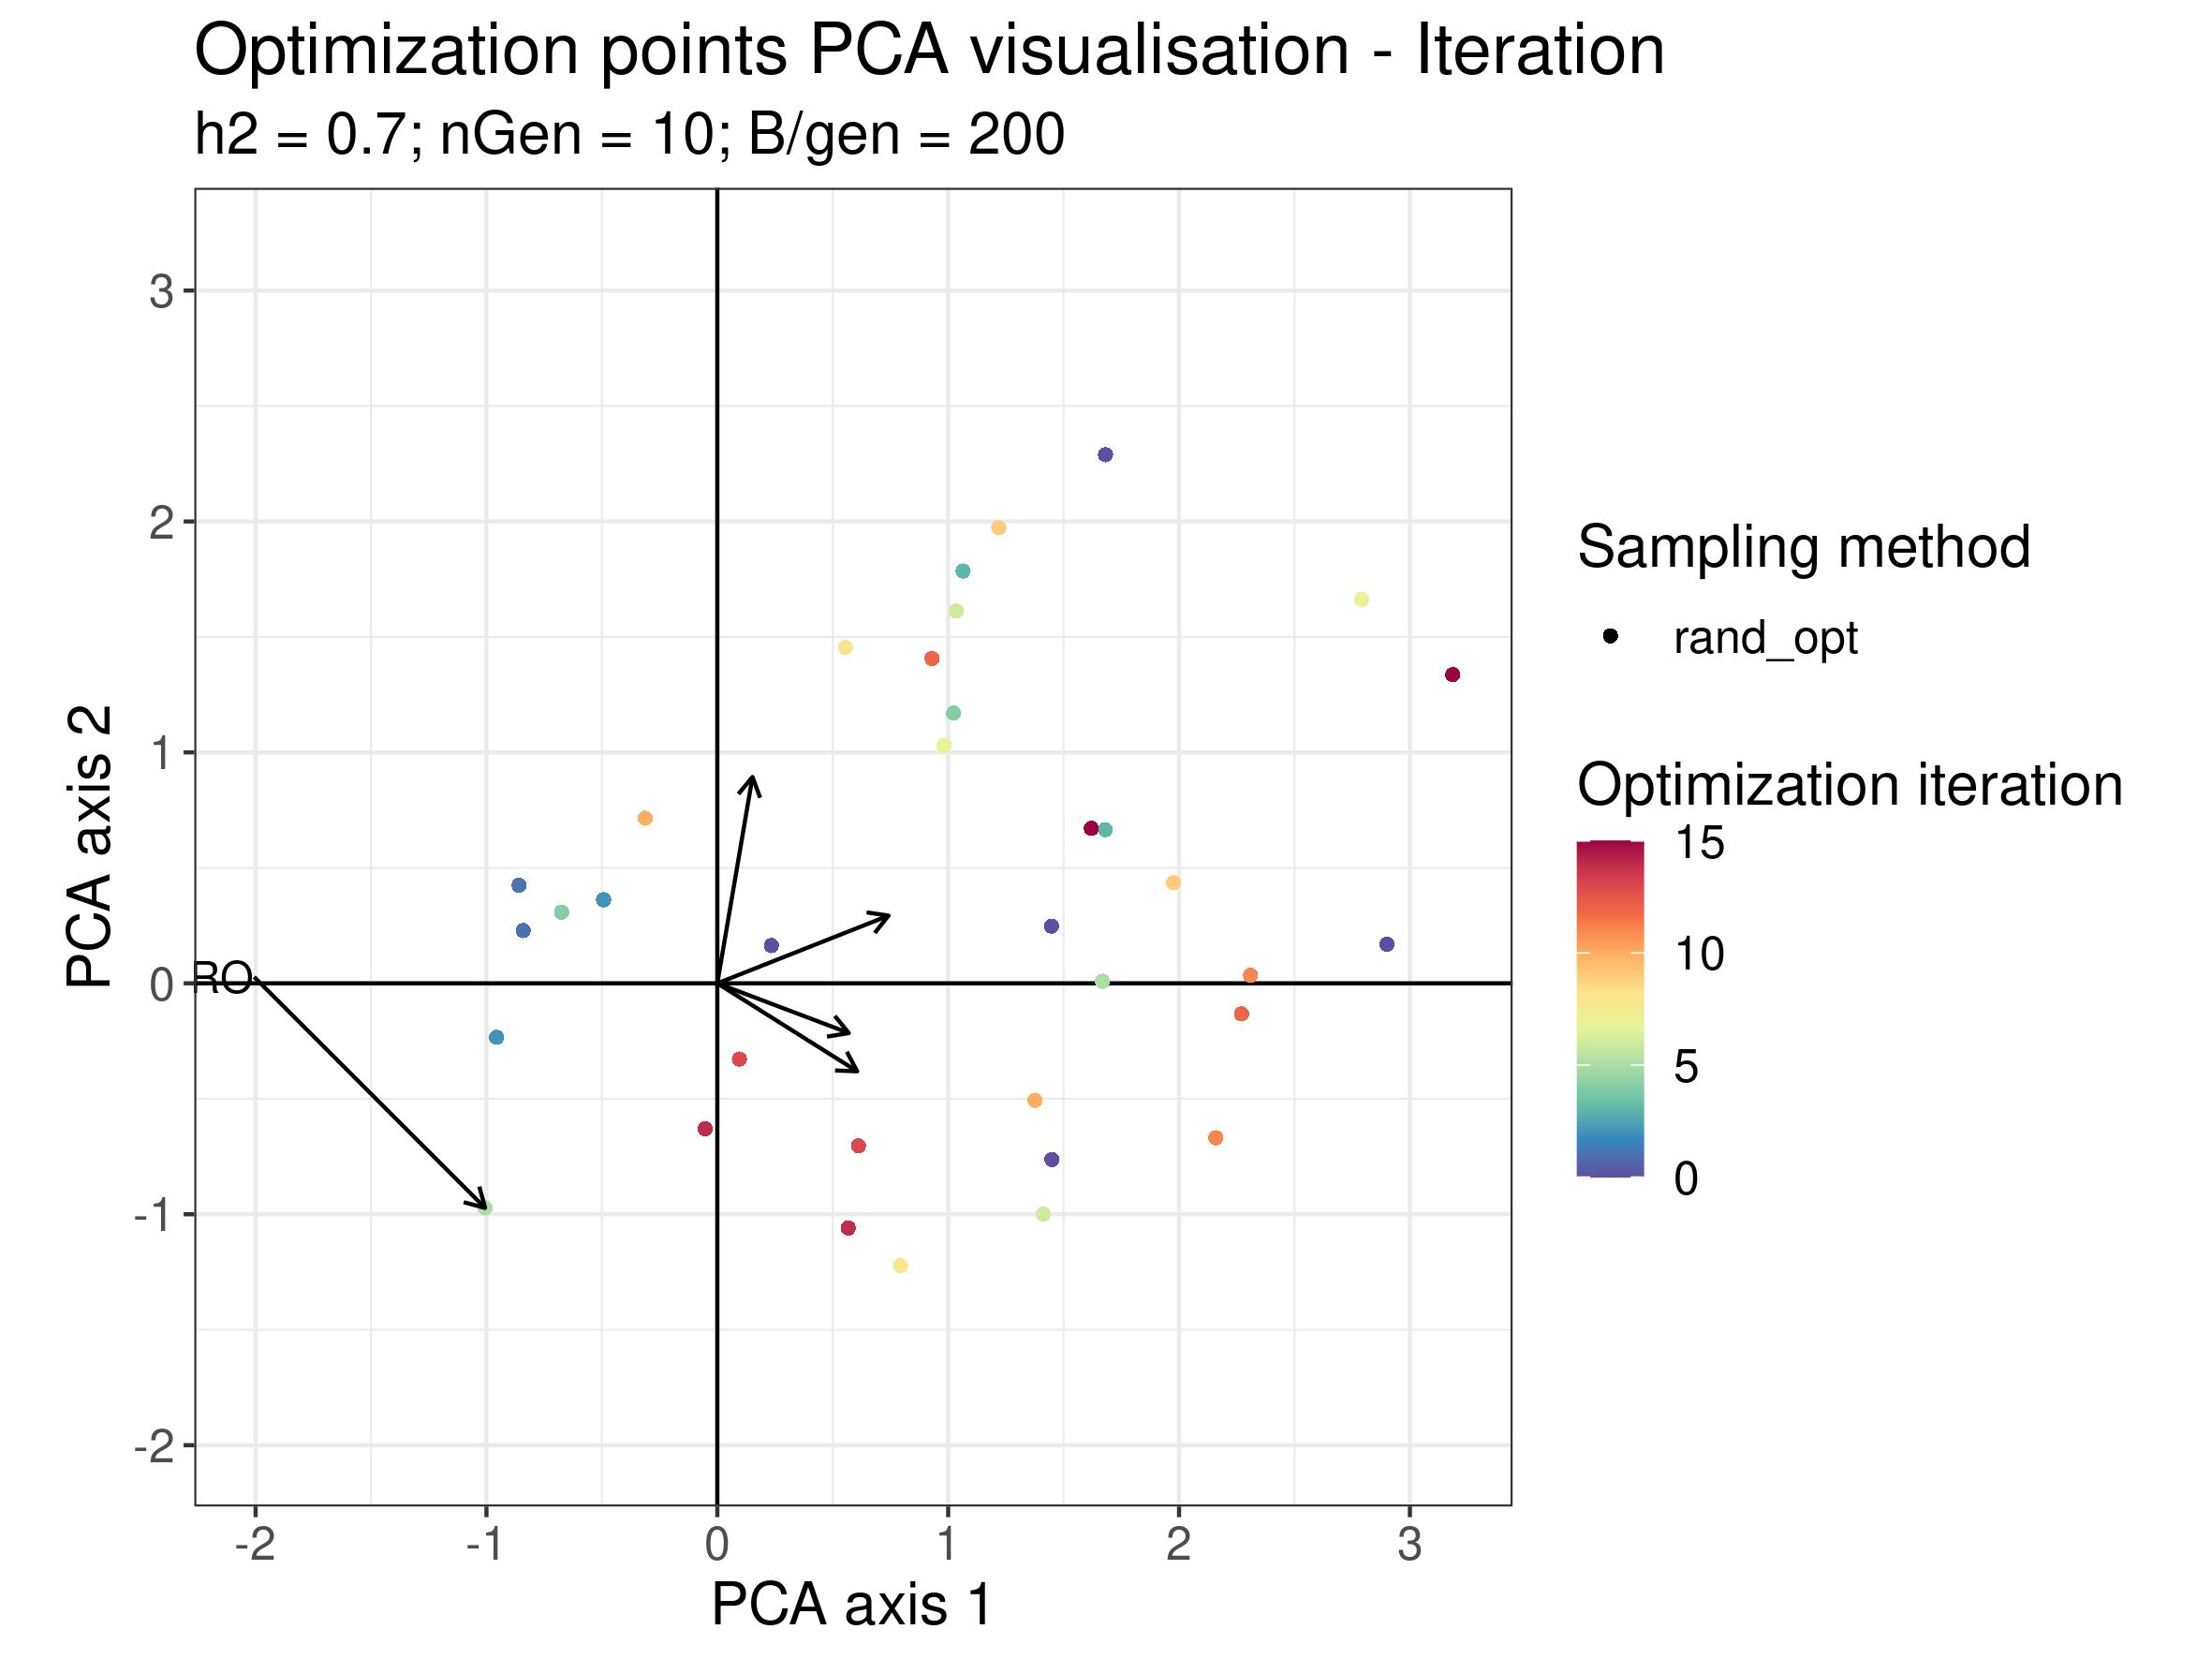 Optimization points PCA visualisation - Iteration
h2 = 0.7; nGen = 10; B/gen = 200
3
2
1
0
-1
-2
PCA axis 2
RO
-2 -1 0 1 2 3
PCA axis 1
Sampling method
rand_opt
Optimization iteration
15
10
5
0